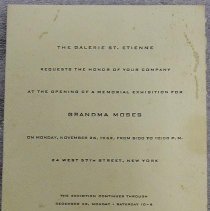 THE GALERIE ST. ETIENNE
REQUESTS THE HONOR OF YOUR COMPANY
AT THE OPENING OF A MEMORIAL EXHIBITION FOR
GRANDMA MOSES
ON MONDAY, NOVEMBER 26, 1962, FROM 5:00 TO 10:00 P.M.
24 WEST 57TH STREET, NEW YORK
THE EXHIBITION CONTINUES THROUGH
DECEMBER MONDAY - SATURDAY 10-6